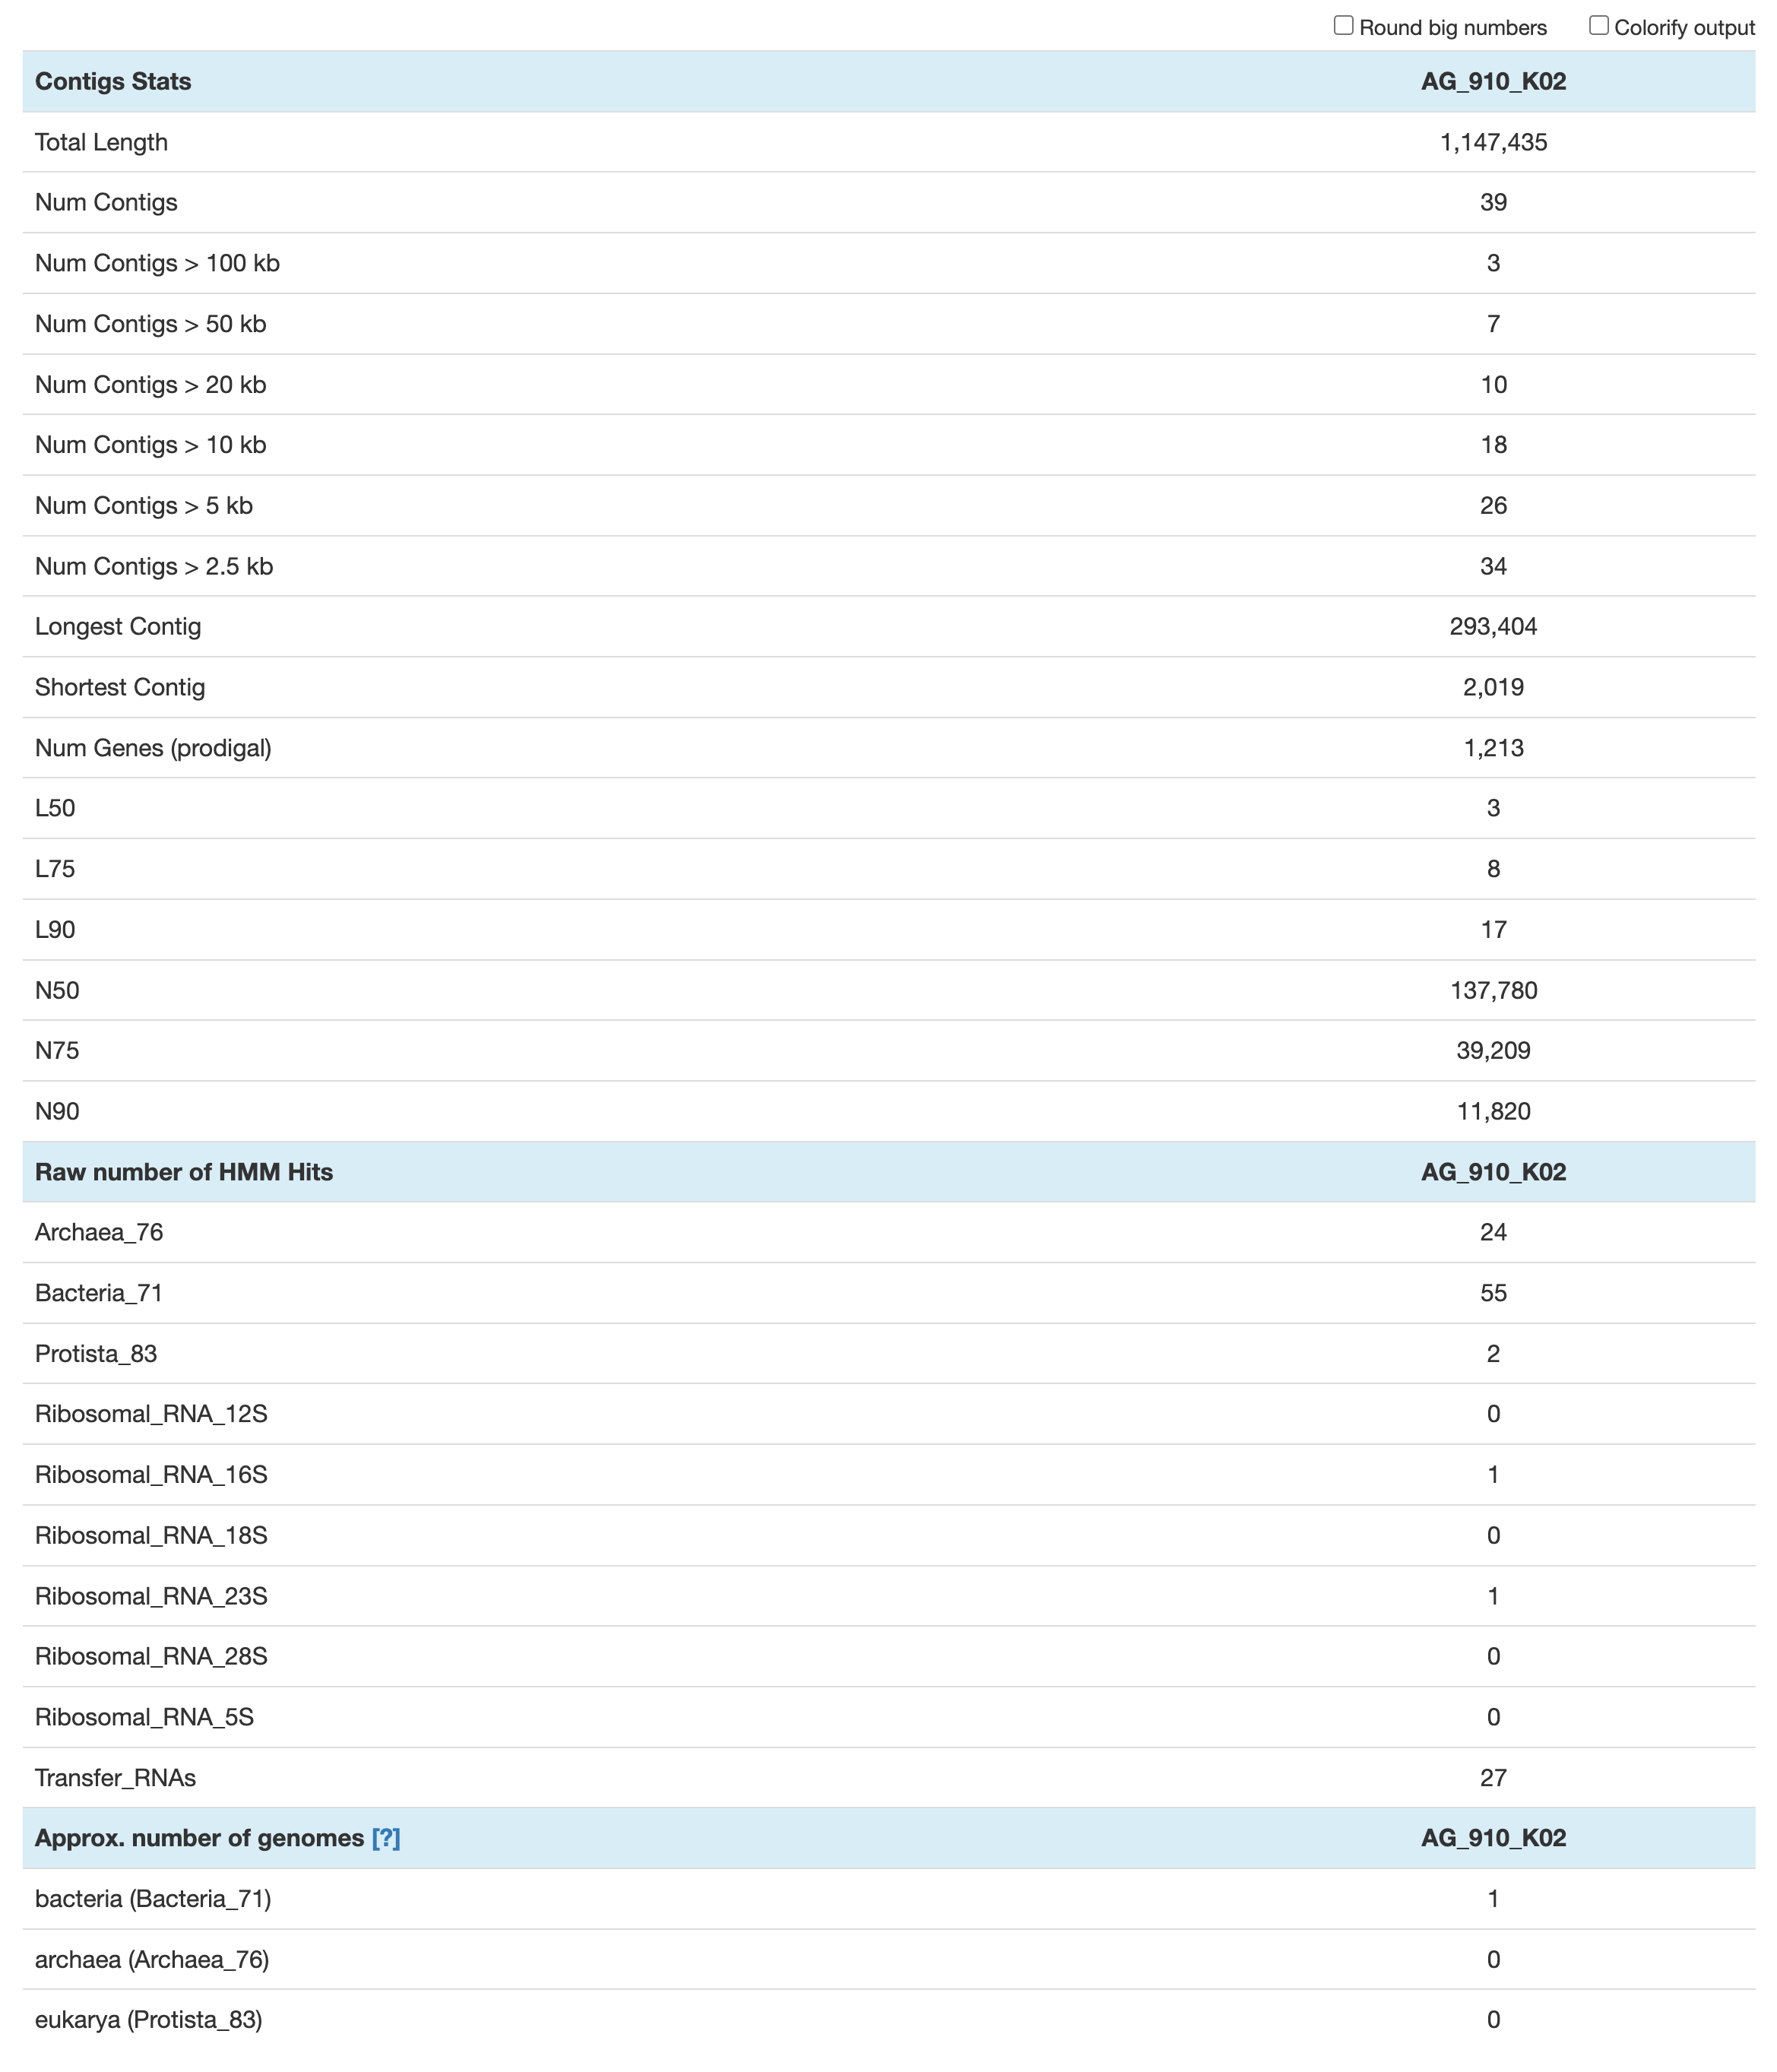 Round big numbers Colorify output
Contigs Stats AG_910_K02
Total Length 1,147,435
Num Contigs 39
Num Contigs > 100 kb 3
Num Contigs > 50 kb 7
Num Contigs > 20 kb 10
Num Contigs > 10 kb 18
Num Contigs > 5 kb 26
Num Contigs > 2.5 kb 34
Longest Contig 293,404
Shortest Contig 2,019
Num Genes (prodigal) 1,213
L50 3
L75 8
L90 17
N50 137,780
N75 39,209
N90 11,820
Raw number of HMM Hits AG_910_K02
Archaea_76 24
Bacteria_71 55
Protista_83 2
Ribosomal_RNA_12S 0
Ribosomal_RNA_16S 1
Ribosomal_RNA_18S 0
Ribosomal_RNA_23S 1
Ribosomal_RNA_28S 0
Ribosomal_RNA_5S 0
Transfer_RNAs 27
Approx. number of genomes [?] AG_910_K02
bacteria (Bacteria_71) 1
archaea (Archaea_76) 0
eukarya (Protista_83) 0